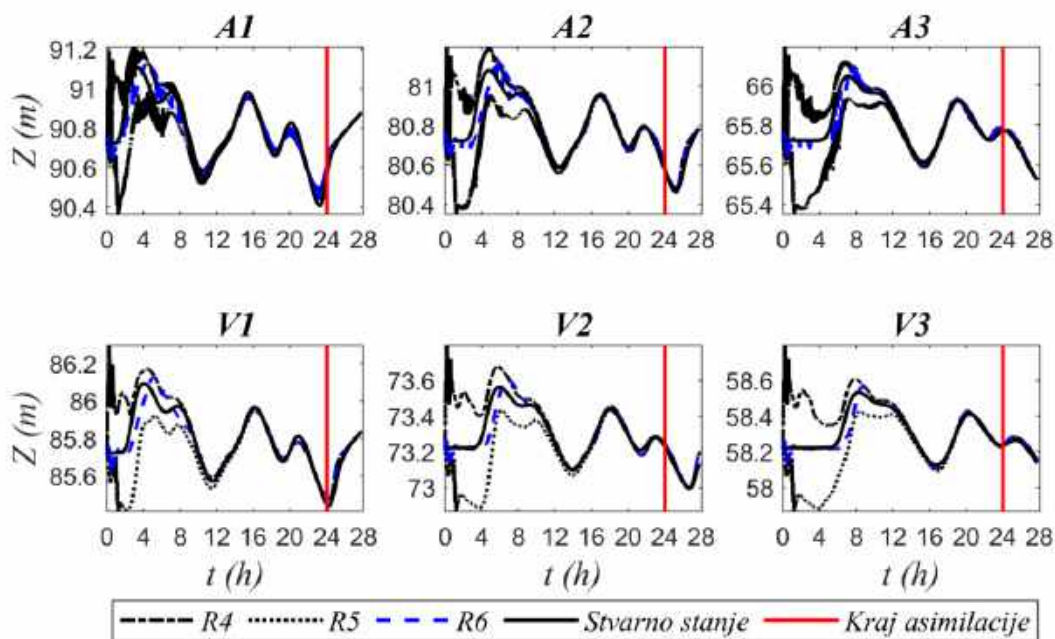 A1 A2 A3
Z (m)
91.2
91
90.8
90.6
90.4
81
80.8
80.6
80.4
66
65.8
65.6
65.4
0 4 8 12 16 20 24 28
0 4 8 12 16 20 24 28
0 4 8 12 16 20 24 28
V1 V2 V3
Z (m)
86.2
86
85.8
85.6
73.6
73.4
73.2
73
58.6
58.4
58.2
58
0 4 8 12 16 20 24 28
0 4 8 12 16 20 24 28
0 4 8 12 16 20 24 28
t (h) t (h) t (h)
R4 R5 R6 Stvarno stanje Kraj asimilacije